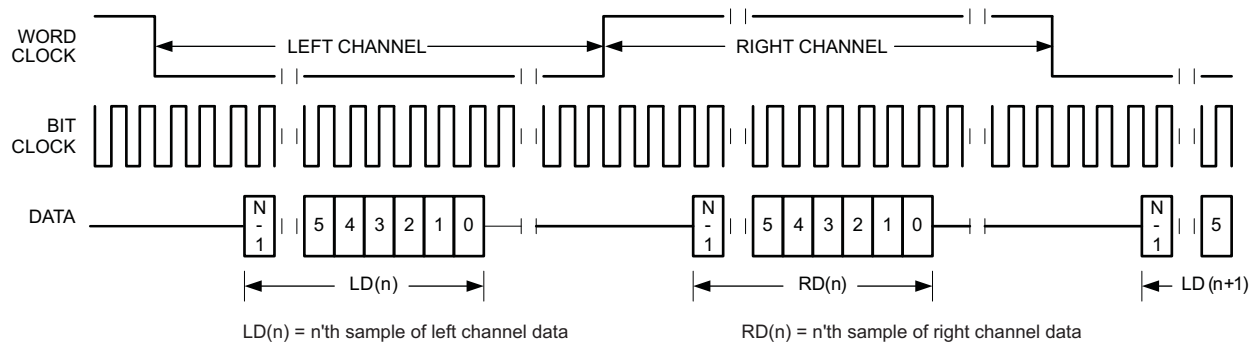 WORD
CLOCK
LEFT CHANNEL
RIGHT CHANNEL
BIT
CLOCK
DATA
N
-
1
5 4 3 2 1 0
N
-
1
5 4 3 2 1 0
N
-
1
5
LD(n)
RD(n)
LD (n+1)
LD(n) = n'th sample of left channel data
RD(n) = n'th sample of right channel data